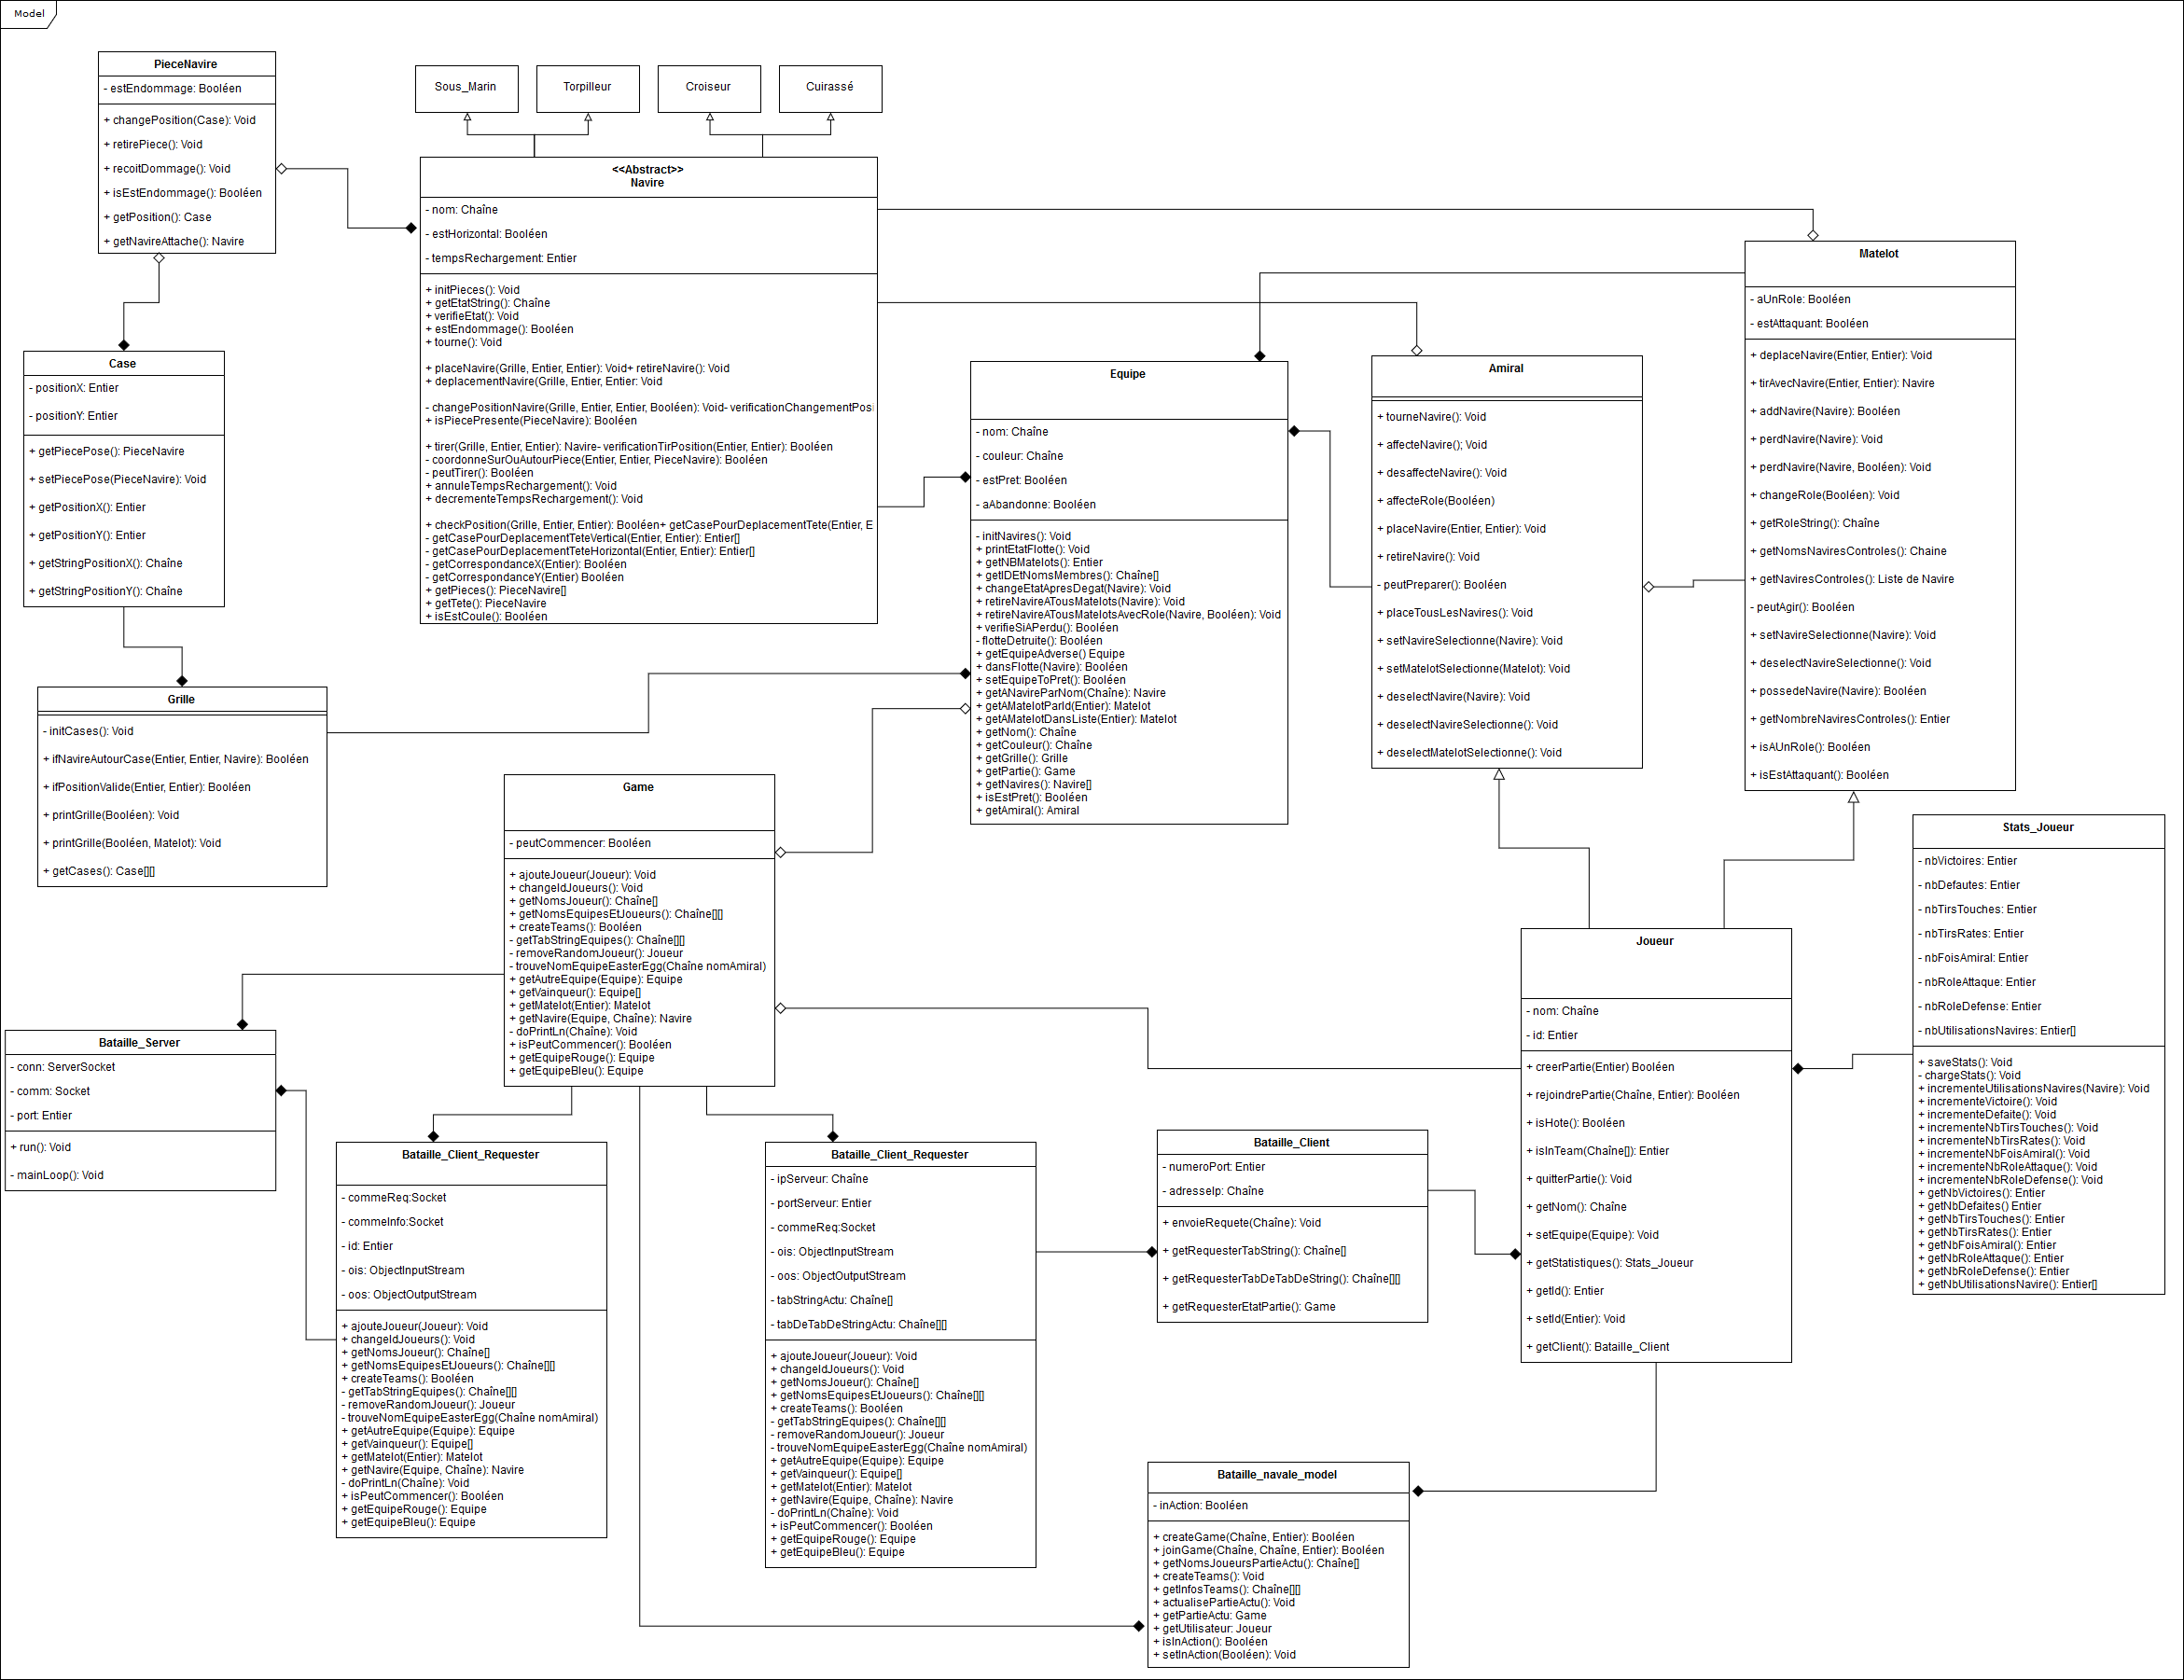 Model
PieceNavire
- estEndommage: Booléen
+ changePosition(Case): Void
+ retirePiece(): Void
+ recoitDommage(): Void
+ isEstEndommage(): Booléen
+ getPosition(): Case
+ getNavireAttache(): Navire
Sous_Marin
Torpilleur
Croiseur
Cuirassé
<<Abstract>>
Navire
- nom: Chaîne
- estHorizontal: Booléen
- tempsRechargement: Entier
+ initPieces(): Void
+ getEtatString(): Chaîne
+ verifieEtat(): Void
+ estEndommage(): Booléen
+ tourne(): Void
+ placeNavire(Grille, Entier, Entier): Void+ retireNavire(): Void
+ deplacementNavire(Grille, Entier, Entier: Void
- changePositionNavire(Grille, Entier, Entier, Booléen): Void- verificationChangementPosi
+ isPiecePresente(PieceNavire): Booléen
+ tirer(Grille, Entier, Entier): Navire- verificationTirPosition(Entier, Entier): Booléen
- coordonneSurOuAutourPiece(Entier, Entier, PieceNavire): Booléen
- peutTirer(): Booléen
+ annuleTempsRechargement(): Void
+ decrementeTempsRechargement(): Void
+ checkPosition(Grille, Entier, Entier): Booléen+ getCasePourDeplacementTete(Entier, E
- getCasePourDeplacementTeteVertical(Entier, Entier): Entier[]
- getCasePourDeplacementTeteHorizontal(Entier, Entier): Entier[]
- getCorrespondanceX(Entier): Booléen
- getCorrespondanceY(Entier) Booléen
+ getPieces(): PieceNavire[]
+ getTete(): PieceNavire
+ isEstCoule(): Booléen
Matelot
- aUnRole: Booléen
- estAttaquant: Booléen
+ deplaceNavire(Entier, Entier): Void
+ tirAvecNavire(Entier, Entier): Navire
+ addNavire(Navire): Booléen
+ perdNavire(Navire): Void
+ perdNavire(Navire, Booléen): Void
+ changeRole(Booléen): Void
+ getRoleString(): Chaîne
+ getNomsNaviresControles(): Chaine
+ getNaviresControles(): Liste de Navire
- peutAgir(): Booléen
+ setNavireSelectionne(Navire): Void
+ deselectNavireSelectionne(): Void
+ possedeNavire(Navire): Booléen
+ getNombreNaviresControles(): Entier
+ isAUnRole(): Booléen
+ isEstAttaquant(): Booléen
Case
- positionX: Entier
- positionY: Entier
+ getPiecePose(): PieceNavire
+ setPiecePose(PieceNavire): Void
+ getPositionX(): Entier
+ getPositionY(): Entier
+ getStringPositionX(): Chaîne
+ getStringPositionY(): Chaîne
Equipe
- nom: Chaîne
- couleur: Chaîne
- estPret: Booléen
- aAbandonne: Booléen
- initNavires(): Void
+ printEtatFlotte(): Void
+ getNBMatelots(): Entier
+ getIDEtNomsMembres(): Chaîne[]
+ changeEtatApresDegat(Navire): Void
+ retireNavireATousMatelots(Navire): Void
+ retireNavireATousMatelotsAvecRole(Navire, Booléen): Void
+ verifieSiAPerdu(): Booléen
- flotteDetruite(): Booléen
+ getEquipeAdverse() Equipe
+ dansFlotte(Navire): Booléen
+ setEquipeToPret(): Booléen
+ getANavireParNom(Chaîne): Navire
+ getAMatelotParId(Entier): Matelot
+ getAMatelotDansListe(Entier): Matelot
+ getNom(): Chaîne
+ getCouleur(): Chaîne
+ getGrille(): Grille
+ getPartie(): Game
+ getNavires(): Navire[]
+ isEstPret(): Booléen
+ getAmiral(): Amiral
Amiral
+ tourneNavire(): Void
+ affecteNavire(); Void
+ desaffecteNavire(): Void
+ affecteRole(Booléen)
+ placeNavire(Entier, Entier): Void
+ retireNavire(): Void
- peutPreparer(): Booléen
+ placeTousLesNavires(): Void
+ setNavireSelectionne(Navire): Void
+ setMatelotSelectionne(Matelot): Void
+ deselectNavire(Navire): Void
+ deselectNavireSelectionne(): Void
+ deselectMatelotSelectionne(): Void
Grille
- initCases(): Void
+ ifNavireAutourCase(Entier, Entier, Navire): Booléen
+ ifPositionValide(Entier, Entier): Booléen
+ printGrille(Booléen): Void
+ printGrille(Booléen, Matelot): Void
+ getCases(): Case[][]
Game
- peutCommencer: Booléen
+ ajouteJoueur(Joueur): Void
+ changeIdJoueurs(): Void
+ getNomsJoueur(): Chaîne[]
+ getNomsEquipesEtJoueurs(): Chaîne[][]
+ createTeams(): Booléen
- getTabStringEquipes(): Chaîne[][]
- removeRandomJoueur(): Joueur
- trouveNomEquipeEasterEgg(Chaîne nomAmiral)
+ getAutreEquipe(Equipe): Equipe
+ getVainqueur(): Equipe[]
+ getMatelot(Entier): Matelot
+ getNavire(Equipe, Chaîne): Navire
- doPrintLn(Chaîne): Void
+ isPeutCommencer(): Booléen
+ getEquipeRouge(): Equipe
+ getEquipeBleu(): Equipe
Stats_Joueur
- nbVictoires: Entier
- nbDefautes: Entier
- nbTirsTouches: Entier
- nbTirsRates: Entier
- nbFoisAmiral: Entier
- nbRoleAttaque: Entier
- nbRoleDefense: Entier
- nbUtilisationsNavires: Entier[]
+ saveStats(): Void
- chargeStats(): Void
+ incrementeUtilisationsNavires(Navire): Void
+ incrementeVictoire(): Void
+ incrementeDefaite(): Void
+ incrementeNbTirsTouches(): Void
+ incrementeNbTirsRates(): Void
+ incrementeNbFoisAmiral(): Void
+ incrementeNbRoleAttaque(): Void
+ incrementeNbRoleDefense(): Void
+ getNbVictoires(): Entier
+ getNbDefaites() Entier
+ getNbTirsTouches(): Entier
+ getNbTirsRates(): Entier
+ getNbFoisAmiral(): Entier
+ getNbRoleAttaque(): Entier
+ getNbRoleDefense(): Entier
+ getNbUtilisationsNavire(): Entier[]
Joueur
- nom: Chaîne
- id: Entier
+ creerPartie(Entier) Booléen
+ rejoindrePartie(Chaîne, Entier): Booléen
+ isHote(): Booléen
+ isInTeam(Chaîne[]): Entier
+ quitterPartie(): Void
+ getNom(): Chaîne
+ setEquipe(Equipe): Void
+ getStatistiques(): Stats_Joueur
+ getId(): Entier
+ setId(Entier): Void
+ getClient(): Bataille_Client
Bataille_Server
- conn: ServerSocket
- comm: Socket
- port: Entier
+ run(): Void
- mainLoop(): Void
Bataille_Client_Requester
- commeReq:Socket
- commeInfo:Socket
- id: Entier
- ois: ObjectInputStream
- oos: ObjectOutputStream
+ ajouteJoueur(Joueur): Void
+ changeIdJoueurs(): Void
+ getNomsJoueur(): Chaîne[]
+ getNomsEquipesEtJoueurs(): Chaîne[][]
+ createTeams(): Booléen
- getTabStringEquipes(): Chaîne[][]
- removeRandomJoueur(): Joueur
- trouveNomEquipeEasterEgg(Chaîne nomAmiral)
+ getAutreEquipe(Equipe): Equipe
+ getVainqueur(): Equipe[]
+ getMatelot(Entier): Matelot
+ getNavire(Equipe, Chaîne): Navire
- doPrintLn(Chaîne): Void
+ isPeutCommencer(): Booléen
+ getEquipeRouge(): Equipe
+ getEquipeBleu(): Equipe
Bataille_Client_Requester
- ipServeur: Chaîne
- portServeur: Entier
- commeReq:Socket
- ois: ObjectInputStream
- oos: ObjectOutputStream
- tabStringActu: Chaîne[]
- tabDeTabDeStringActu: Chaîne[][]
+ ajouteJoueur(Joueur): Void
+ changeIdJoueurs(): Void
+ getNomsJoueur(): Chaîne[]
+ getNomsEquipesEtJoueurs(): Chaîne[][]
+ createTeams(): Booléen
- getTabStringEquipes(): Chaîne[][]
- removeRandomJoueur(): Joueur
- trouveNomEquipeEasterEgg(Chaîne nomAmiral)
+ getAutreEquipe(Equipe): Equipe
+ getVainqueur(): Equipe[]
+ getMatelot(Entier): Matelot
+ getNavire(Equipe, Chaîne): Navire
- doPrintLn(Chaîne): Void
+ isPeutCommencer(): Booléen
+ getEquipeRouge(): Equipe
+ getEquipeBleu(): Equipe
Bataille_Client
- numeroPort: Entier
- adresseIp: Chaîne
+ envoieRequete(Chaîne): Void
+ getRequesterTabString(): Chaîne[]
+ getRequesterTabDeTabDeString(): Chaîne[][]
+ getRequesterEtatPartie(): Game
Bataille_navale_model
- inAction: Booléen
+ createGame(Chaîne, Entier): Booléen
+ joinGame(Chaîne, Chaîne, Entier): Booléen
+ getNomsJoueursPartieActu(): Chaîne[]
+ createTeams(): Void
+ getInfosTeams(): Chaîne[][]
+ actualisePartieActu(): Void
+ getPartieActu: Game
+ getUtilisateur: Joueur
+ isInAction(): Booléen
+ setInAction(Booléen): Void